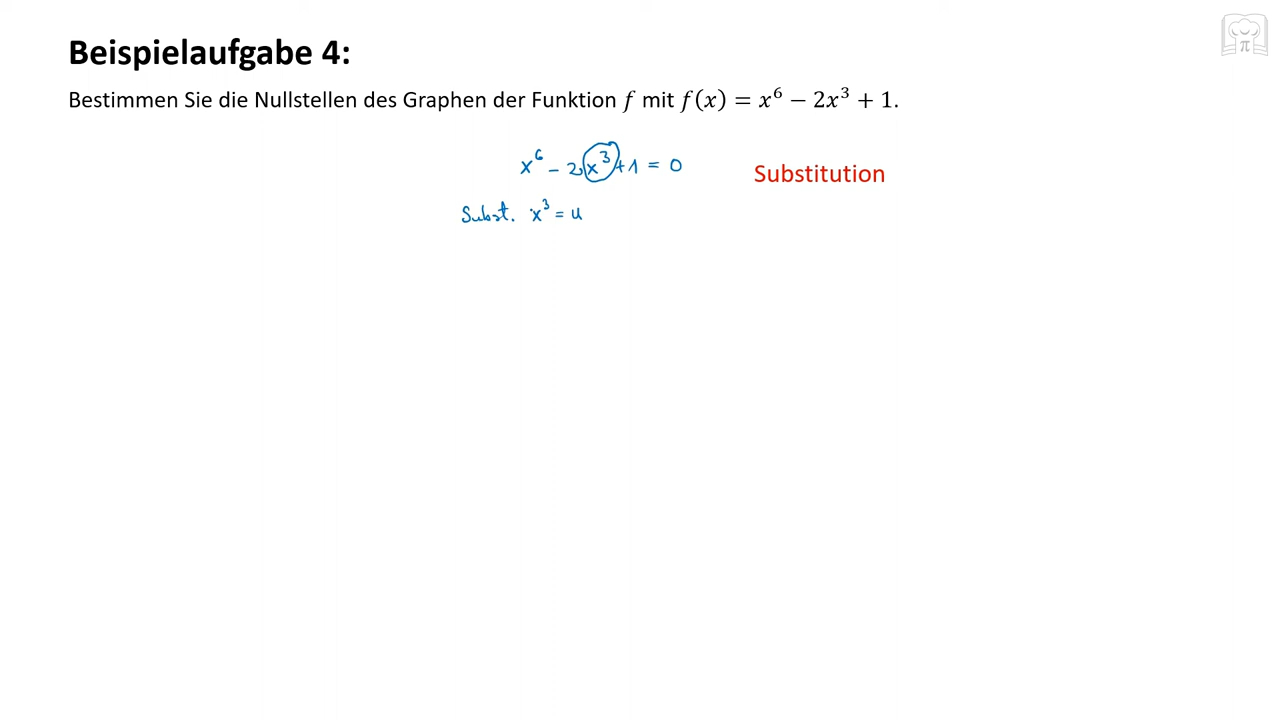 Beispielaufgabe 4:
Bestimmen Sie die Nullstellen des Graphen der Funktion f mit f(x) = x⁶ − 2x³ + 1.
x⁶ − 2x³ + 1 = 0
Substitution
Subst. x³ = u
π